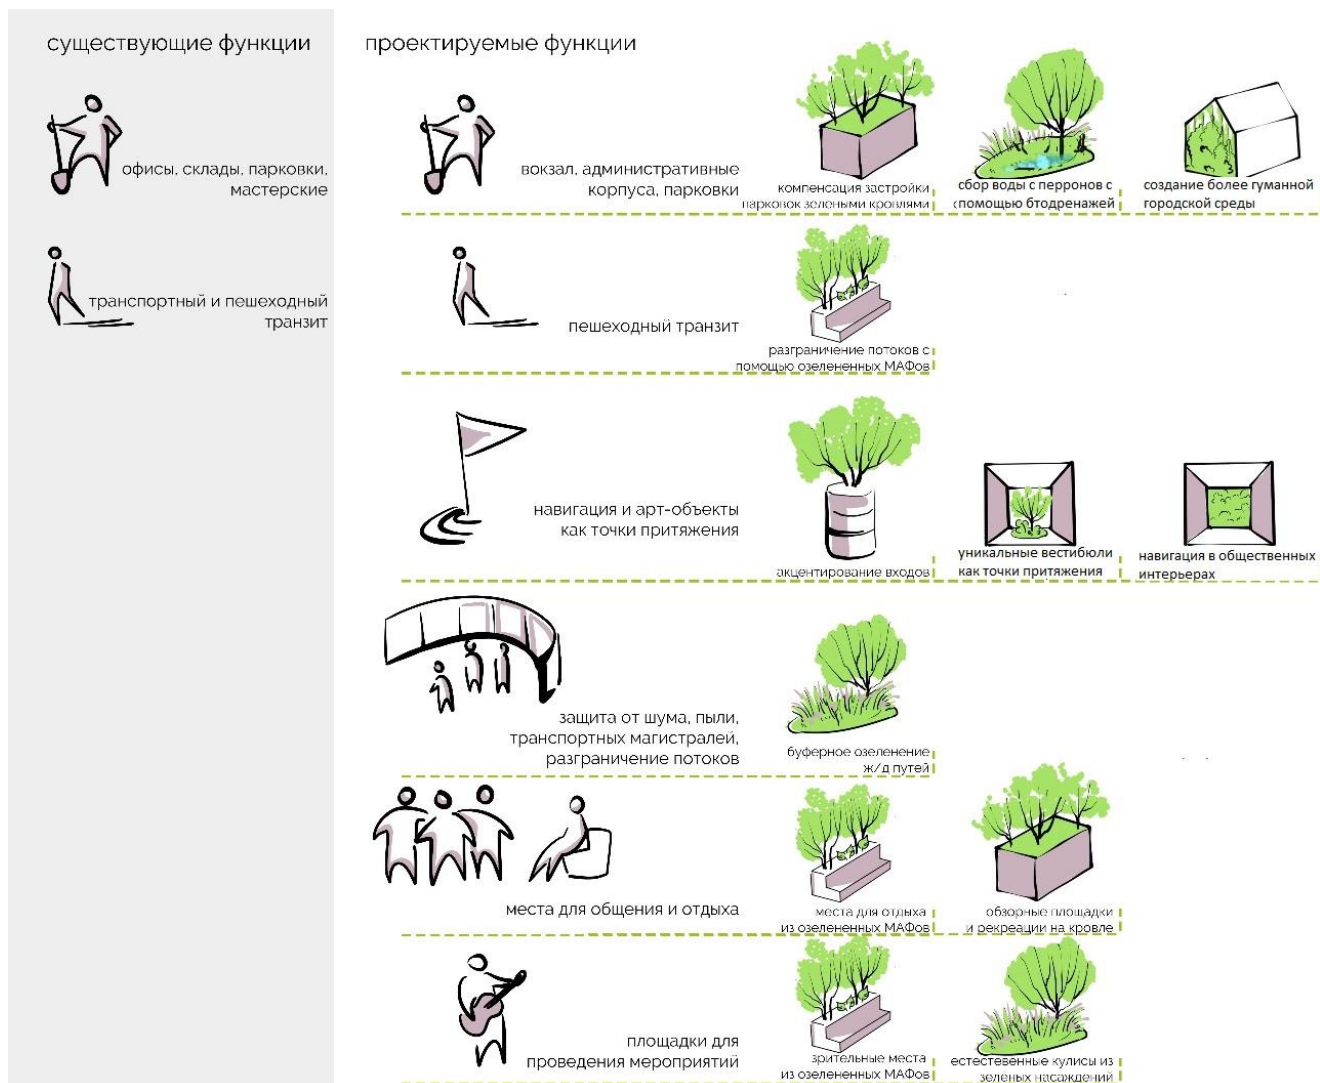 существующие функции
проектируемые функции
офисы, склады, парковки,
мастерские
вокзал, административные
корпуса, парковки
компенсация застройки
парковок зелеными кровлями
сбор воды с перронов с
помощью бтодренажей
создание более гуманной
городской среды
транспортный и пешеходный
транзит
пешеходный транзит
разграничение потоков с
помощью озелененных МАФов
навигация и арт-объекты
как точки притяжения
акцентирование входов
уникальные вестибюли
как точки притяжения
навигация в общественных
интерьерах
защита от шума, пыли,
транспортных магистралей,
разграничение потоков
буферное озеленение
ж/д путей
места для общения и отдыха
места для отдыха
из озелененных МАФов
обзорные площадки
и рекреации на кровле
площадки для
проведения мероприятий
зрительные места
из озелененных МАФов
естестевенные кулисы из
зеленых насаждений